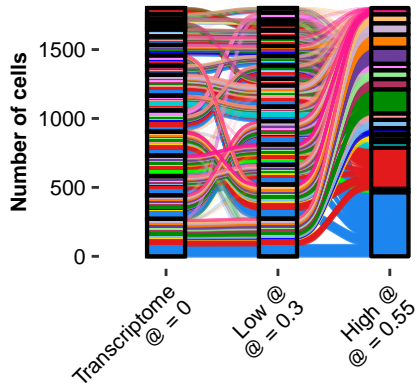 Number of cells
1500
1000
500
0
Transcriptome
@ = 0
Low @
@ = 0.3
High @
@ = 0.55